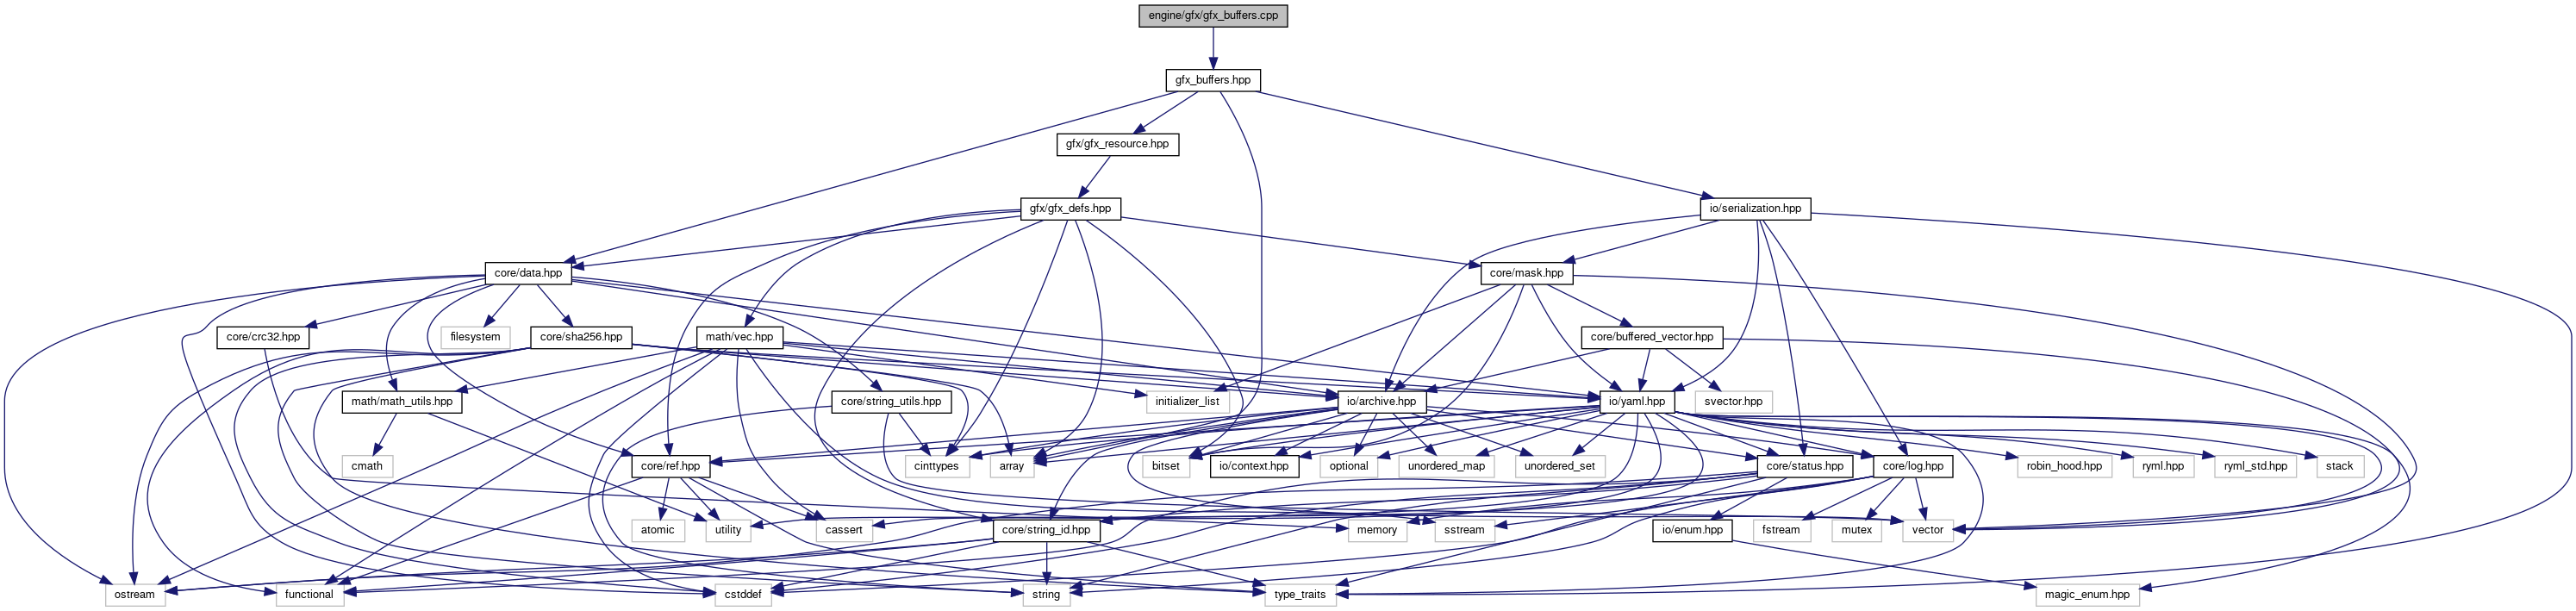 engine/gfx/gfx_buffers.cpp
gfx_buffers.hpp
gfx/gfx_resource.hpp
gfx/gfx_defs.hpp
io/serialization.hpp
core/data.hpp
core/mask.hpp
core/crc32.hpp
filesystem
core/sha256.hpp
math/vec.hpp
core/buffered_vector.hpp
math/math_utils.hpp
core/string_utils.hpp
initializer_list
io/archive.hpp
io/yaml.hpp
svector.hpp
cmath
core/ref.hpp
cinttypes
array
bitset
io/context.hpp
optional
unordered_map
unordered_set
core/status.hpp
core/log.hpp
robin_hood.hpp
ryml.hpp
ryml_std.hpp
stack
atomic
utility
cassert
core/string_id.hpp
memory
sstream
io/enum.hpp
fstream
mutex
vector
ostream
functional
cstddef
string
type_traits
magic_enum.hpp